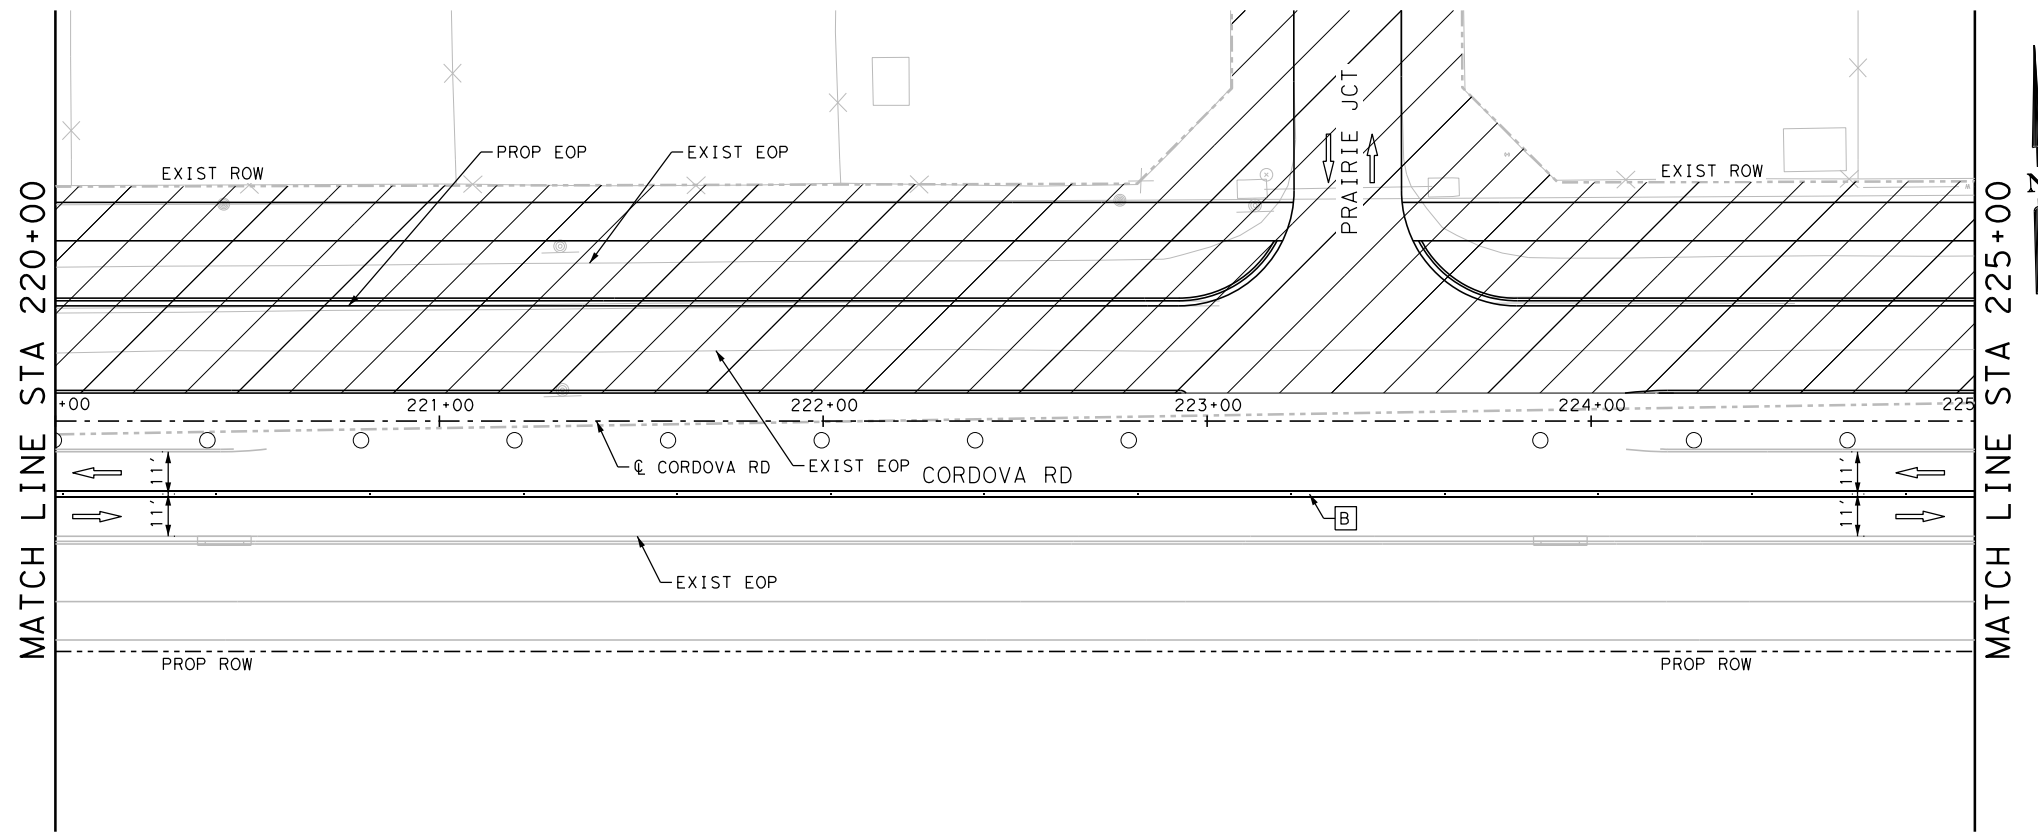 PRAIRIE JCT
PROP EOP
EXIST EOP
EXIST ROW
EXIST ROW
MATCH LINE STA 220+00
MATCH LINE STA 225+00
+00
221+00
222+00
223+00
224+00
225
℄ CORDOVA RD
EXIST EOP
CORDOVA RD
11'
11'
11'
11'
B
EXIST EOP
PROP ROW
PROP ROW